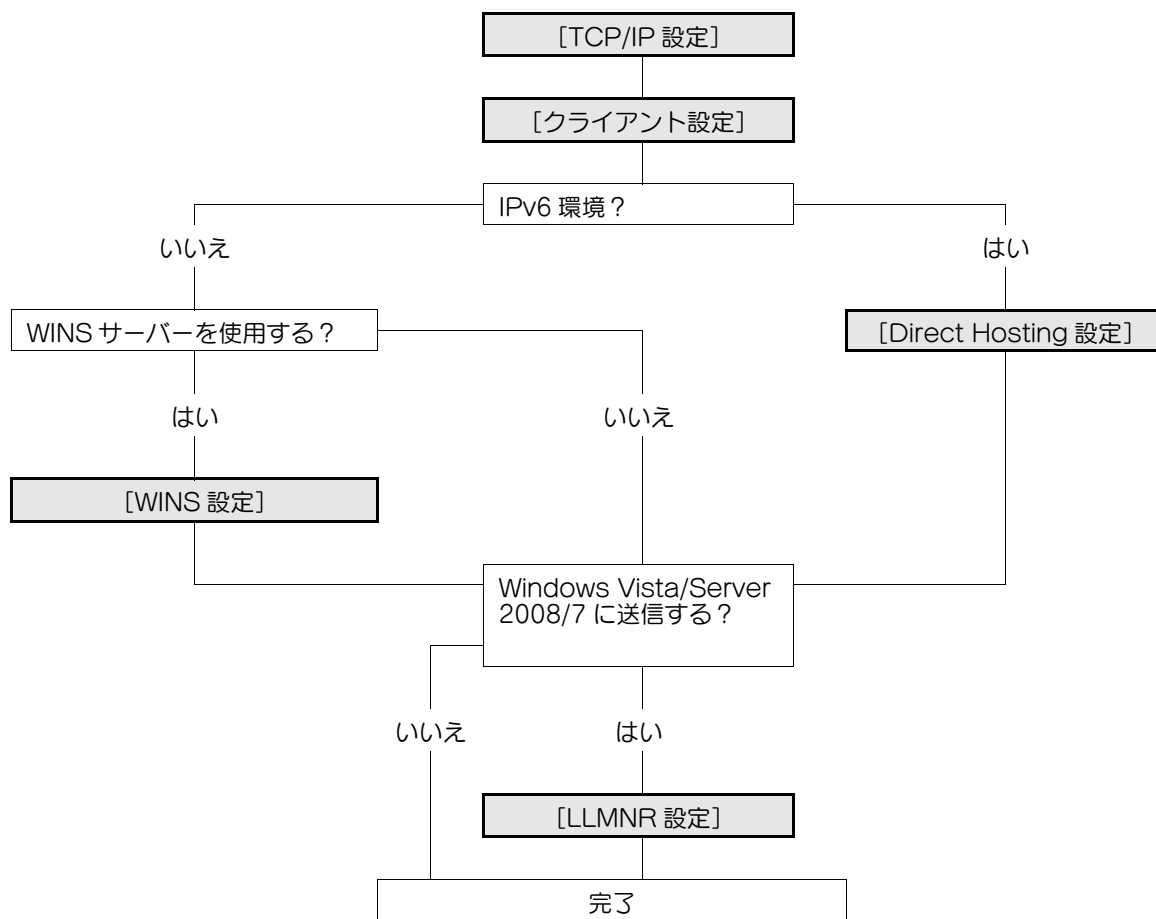 [TCP/IP 設定]
[クライアント設定]
IPv6 環境？
いいえ
はい
WINS サーバーを使用する？
[Direct Hosting 設定]
はい
いいえ
[WINS 設定]
Windows Vista/Server
2008/7 に送信する？
いいえ
はい
[LLMNR 設定]
完了